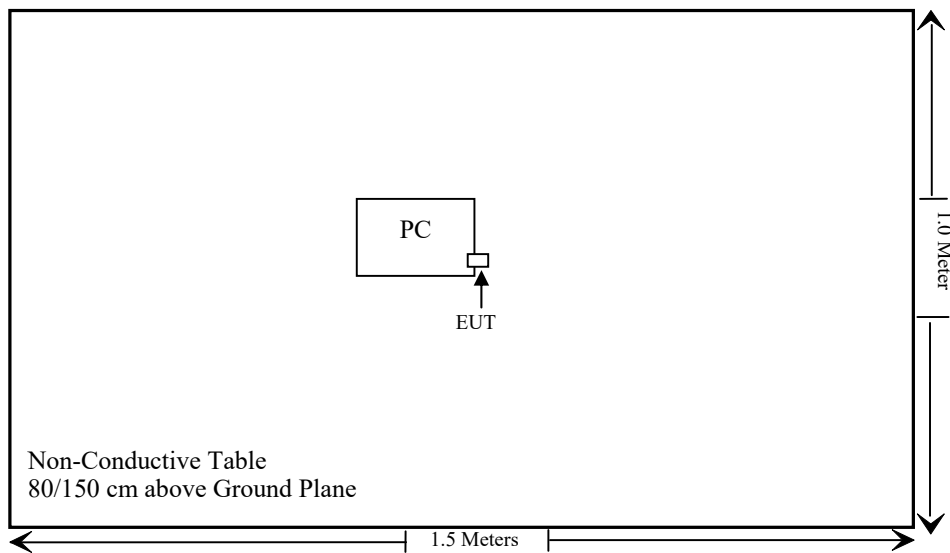 PC
1.0 Meter
EUT
Non-Conductive Table
80/150 cm above Ground Plane
1.5 Meters